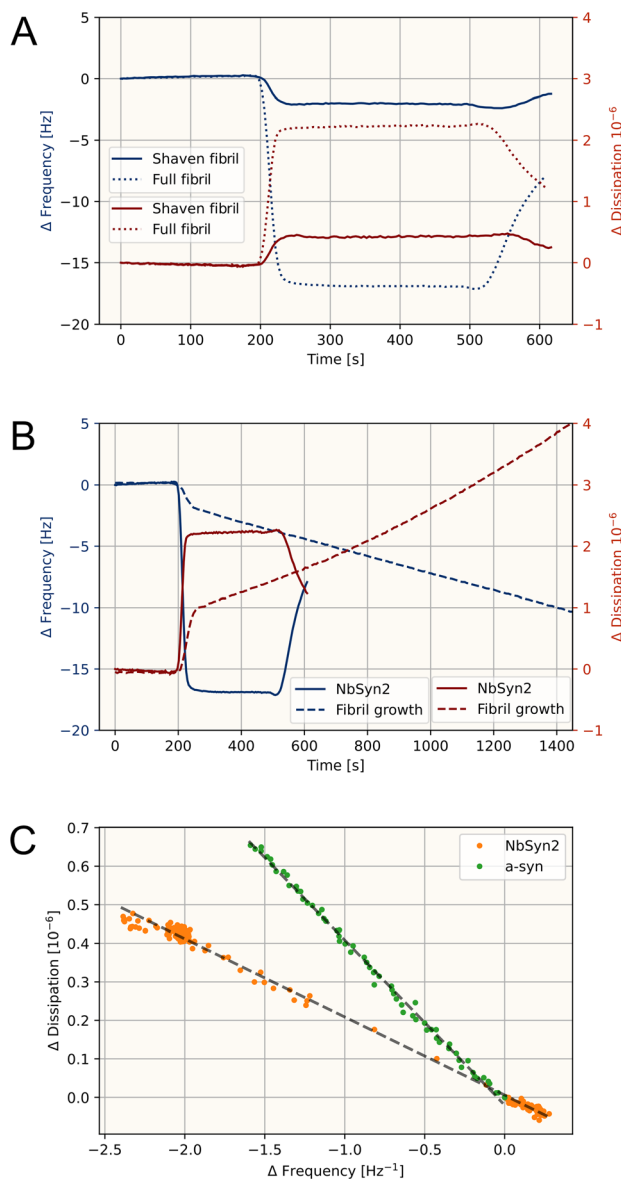 A
5
0
−5
−10
−15
−20
Δ Frequency [Hz]
Shaven fibril
Full fibril
Shaven fibril
Full fibril
4
3
2
1
0
−1
Δ Dissipation 10⁻⁶
0 100 200 300 400 500 600
Time [s]
B
5
0
−5
−10
−15
−20
Δ Frequency [Hz]
NbSyn2
Fibril growth
NbSyn2
Fibril growth
4
3
2
1
0
−1
Δ Dissipation 10⁻⁶
0 200 400 600 800 1000 1200 1400
Time [s]
C
0.7
0.6
0.5
0.4
0.3
0.2
0.1
0.0
Δ Dissipation [10⁻⁶]
NbSyn2
a-syn
−2.5 −2.0 −1.5 −1.0 −0.5 0.0
Δ Frequency [Hz⁻¹]